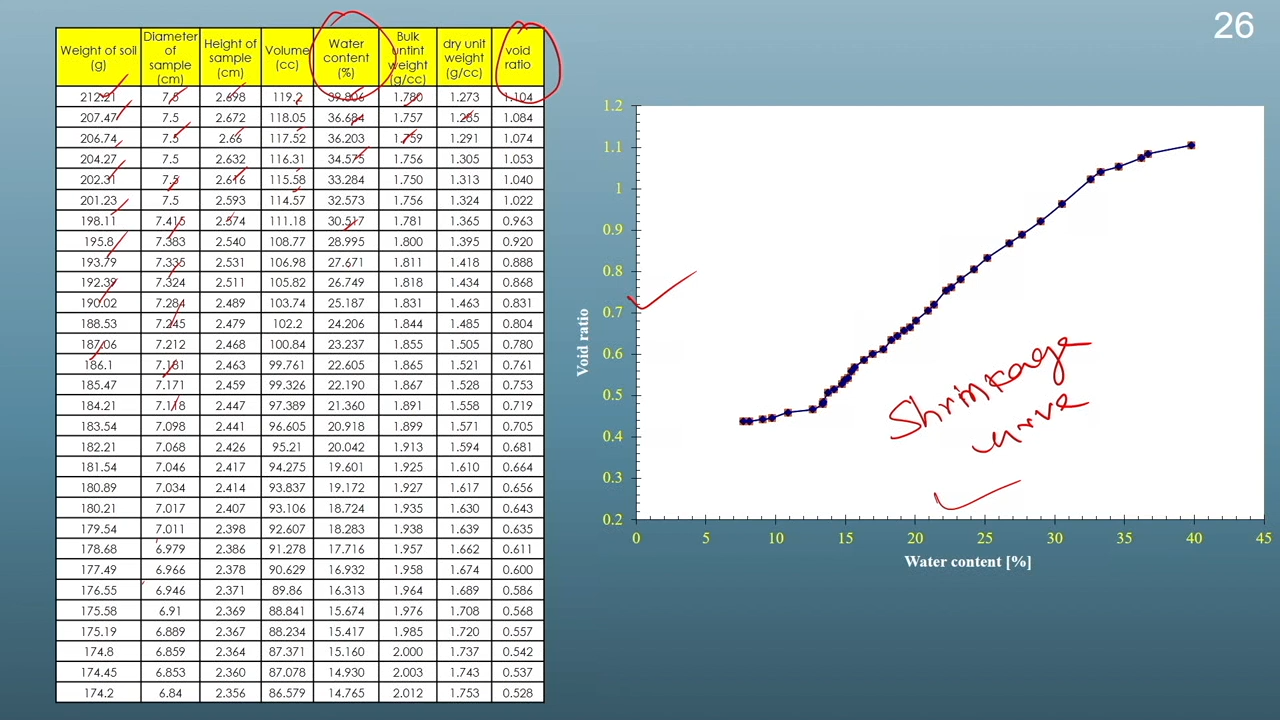 26
Weight of soil (g) Diameter of sample (cm) Height of sample (cm) Volume (cc) Water content (%) Bulk untint weight (g/cc) dry unit weight (g/cc) void ratio
212.21 7.5 2.698 119.2 39.806 1.780 1.273 1.104
207.47 7.5 2.672 118.05 36.684 1.757 1.285 1.084
206.74 7.5 2.66 117.52 36.203 1.759 1.291 1.074
204.27 7.5 2.632 116.31 34.575 1.756 1.305 1.053
202.31 7.5 2.616 115.58 33.284 1.750 1.313 1.040
201.23 7.5 2.593 114.57 32.573 1.756 1.324 1.022
198.11 7.415 2.574 111.18 30.517 1.781 1.365 0.963
195.8 7.383 2.540 108.77 28.995 1.800 1.395 0.920
193.79 7.335 2.531 106.98 27.671 1.811 1.418 0.888
192.39 7.324 2.511 105.82 26.749 1.818 1.434 0.868
190.02 7.284 2.489 103.74 25.187 1.831 1.463 0.831
188.53 7.245 2.479 102.2 24.206 1.844 1.485 0.804
187.06 7.212 2.468 100.84 23.237 1.855 1.505 0.780
186.1 7.181 2.463 99.761 22.605 1.865 1.521 0.761
185.47 7.171 2.459 99.326 22.190 1.867 1.528 0.753
184.21 7.118 2.447 97.389 21.360 1.891 1.558 0.719
183.54 7.098 2.441 96.605 20.918 1.899 1.571 0.705
182.21 7.068 2.426 95.21 20.042 1.913 1.594 0.681
181.54 7.046 2.417 94.275 19.601 1.925 1.610 0.664
180.89 7.034 2.414 93.837 19.172 1.927 1.617 0.656
180.21 7.017 2.407 93.106 18.724 1.935 1.630 0.643
179.54 7.011 2.398 92.607 18.283 1.938 1.639 0.635
178.68 6.979 2.386 91.278 17.716 1.957 1.662 0.611
177.49 6.966 2.378 90.629 16.932 1.958 1.674 0.600
176.55 6.946 2.371 89.86 16.313 1.964 1.689 0.586
175.58 6.91 2.369 88.841 15.674 1.976 1.708 0.568
175.19 6.889 2.367 88.234 15.417 1.985 1.720 0.557
174.8 6.859 2.364 87.371 15.160 2.000 1.737 0.542
174.45 6.853 2.360 87.078 14.930 2.003 1.743 0.537
174.2 6.84 2.356 86.579 14.765 2.012 1.753 0.528
1.2
1.1
1
0.9
0.8
0.7
0.6
0.5
0.4
0.3
0.2
Void ratio
0 5 10 15 20 25 30 35 40 45
Water content [%]
Shrinkage
curve